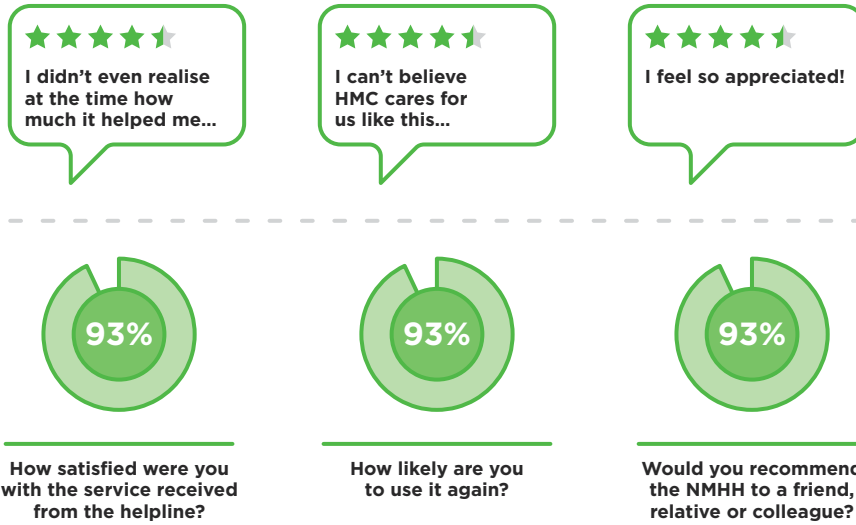 I didn’t even realise
at the time how
much it helped me...
I can’t believe
HMC cares for
us like this...
I feel so appreciated!
93%
93%
93%
How satisfied were you
with the service received
from the helpline?
How likely are you
to use it again?
Would you recommend
the NMHH to a friend,
relative or colleague?